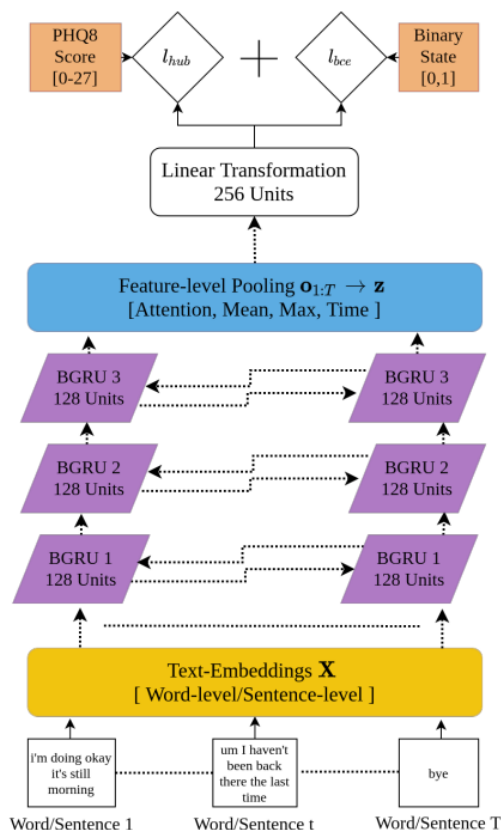 PHQ8
Score
[0-27]
l_hub
+
l_bce
Binary
State
[0,1]
Linear Transformation
256 Units
Feature-level Pooling o_{1:T} → z
[Attention, Mean, Max, Time ]
BGRU 3
128 Units
BGRU 3
128 Units
BGRU 2
128 Units
BGRU 2
128 Units
BGRU 1
128 Units
BGRU 1
128 Units
Text-Embeddings X
[ Word-level/Sentence-level ]
i'm doing okay
it's still
morning
um I haven't
been back
there the last
time
bye
Word/Sentence 1
Word/Sentence t
Word/Sentence T